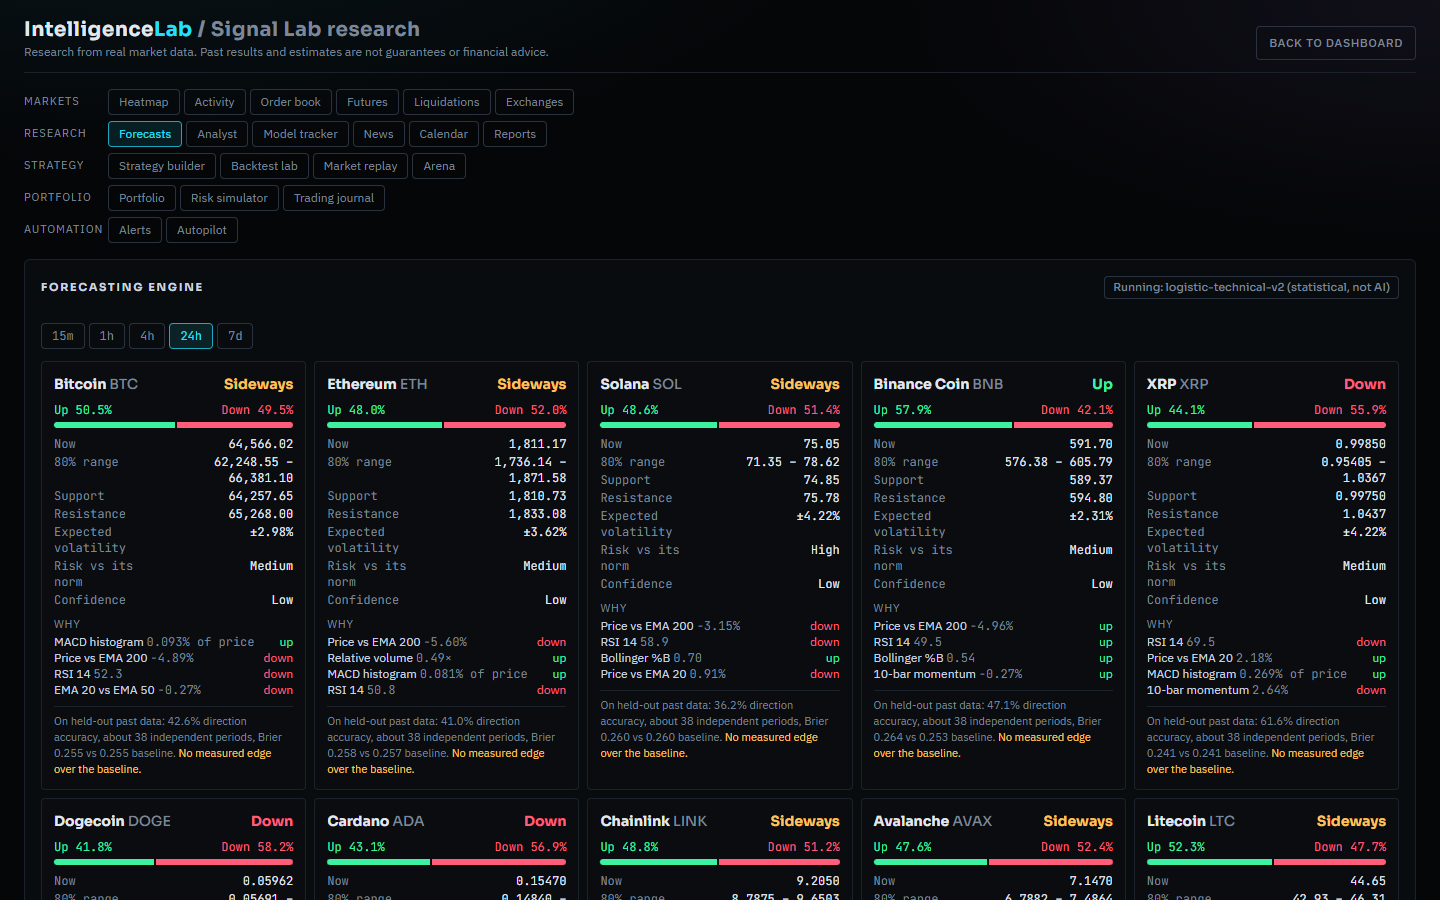 IntelligenceLab / Signal Lab research
Research from real market data. Past results and estimates are not guarantees or financial advice.
BACK TO DASHBOARD
MARKETS Heatmap Activity Order book Futures Liquidations Exchanges
RESEARCH Forecasts Analyst Model tracker News Calendar Reports
STRATEGY Strategy builder Backtest lab Market replay Arena
PORTFOLIO Portfolio Risk simulator Trading journal
AUTOMATION Alerts Autopilot
FORECASTING ENGINE
Running: logistic-technical-v2 (statistical, not AI)
15m 1h 4h 24h 7d
Bitcoin BTC Sideways
Up 50.5% Down 49.5%
Now 64,566.02
80% range 62,248.55 –
66,381.10
Support 64,257.65
Resistance 65,268.00
Expected ±2.98%
volatility
Risk vs its Medium
norm
Confidence Low
WHY
MACD histogram 0.093% of price up
Price vs EMA 200 -4.89% down
RSI 14 52.3 down
EMA 20 vs EMA 50 -0.27% down
On held-out past data: 42.6% direction
accuracy, about 38 independent periods, Brier
0.255 vs 0.255 baseline. No measured edge
over the baseline.
Ethereum ETH Sideways
Up 48.0% Down 52.0%
Now 1,811.17
80% range 1,736.14 –
1,871.58
Support 1,810.73
Resistance 1,833.08
Expected ±3.62%
volatility
Risk vs its Medium
norm
Confidence Low
WHY
Price vs EMA 200 -5.60% down
Relative volume 0.49× up
MACD histogram 0.081% of price up
RSI 14 50.8 down
On held-out past data: 41.0% direction
accuracy, about 38 independent periods, Brier
0.258 vs 0.257 baseline. No measured edge
over the baseline.
Solana SOL Sideways
Up 48.6% Down 51.4%
Now 75.05
80% range 71.35 – 78.62
Support 74.85
Resistance 75.78
Expected ±4.22%
volatility
Risk vs its High
norm
Confidence Low
WHY
Price vs EMA 200 -3.15% down
RSI 14 58.9 down
Bollinger %B 0.70 up
Price vs EMA 20 0.91% down
On held-out past data: 36.2% direction
accuracy, about 38 independent periods, Brier
0.260 vs 0.260 baseline. No measured edge
over the baseline.
Binance Coin BNB Up
Up 57.9% Down 42.1%
Now 591.70
80% range 576.38 – 605.79
Support 589.37
Resistance 594.80
Expected ±2.31%
volatility
Risk vs its Medium
norm
Confidence Low
WHY
Price vs EMA 200 -4.96% up
RSI 14 49.5 up
Bollinger %B 0.54 up
10-bar momentum -0.27% up
On held-out past data: 47.1% direction
accuracy, about 38 independent periods, Brier
0.264 vs 0.253 baseline. No measured edge
over the baseline.
XRP XRP Down
Up 44.1% Down 55.9%
Now 0.99850
80% range 0.95405 –
1.0367
Support 0.99750
Resistance 1.0437
Expected ±4.22%
volatility
Risk vs its Medium
norm
Confidence Low
WHY
RSI 14 69.5 down
Price vs EMA 20 2.18% up
MACD histogram 0.269% of price up
10-bar momentum 2.64% down
On held-out past data: 61.6% direction
accuracy, about 38 independent periods, Brier
0.241 vs 0.241 baseline. No measured edge
over the baseline.
Dogecoin DOGE Down
Up 41.8% Down 58.2%
Now 0.05962
80% range 0.05691 –
Cardano ADA Down
Up 43.1% Down 56.9%
Now 0.15470
80% range 0.14840 –
Chainlink LINK Sideways
Up 48.8% Down 51.2%
Now 9.2050
80% range 8.7875 – 9.6503
Avalanche AVAX Sideways
Up 47.6% Down 52.4%
Now 7.1470
80% range 6.7882 – 7.4864
Litecoin LTC Sideways
Up 52.3% Down 47.7%
Now 44.65
80% range 42.93 – 46.31